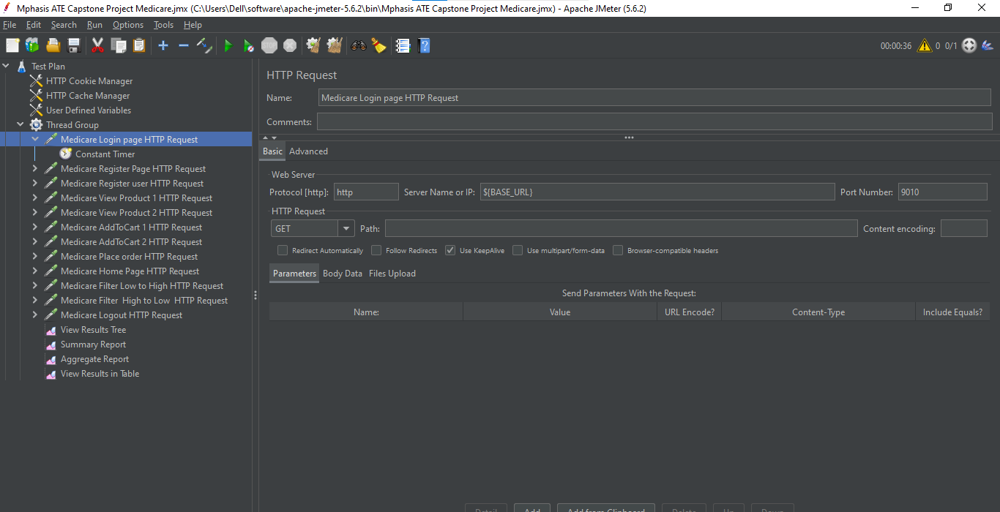 Mphasis ATE Capstone Project Medicare.jmx (C:\Users\Dell\software\apache-jmeter-5.6.2\bin\Mphasis ATE Capstone Project Medicare.jmx) - Apache JMeter (5.6.2)
File Edit Search Run Options Tools Help
STOP 00:00:36 0 0/1
Test Plan
HTTP Cookie Manager
HTTP Cache Manager
User Defined Variables
Thread Group
Medicare Login page HTTP Request
Constant Timer
Medicare Register Page HTTP Request
Medicare Register user HTTP Request
Medicare View Product 1 HTTP Request
Medicare View Product 2 HTTP Request
Medicare AddToCart 1 HTTP Request
Medicare AddToCart 2 HTTP Request
Medicare Place order HTTP Request
Medicare Home Page HTTP Request
Medicare Filter Low to High HTTP Request
Medicare Filter  High to Low  HTTP Request
Medicare Logout HTTP Request
View Results Tree
Summary Report
Aggregate Report
View Results in Table
HTTP Request
Name: Medicare Login page HTTP Request
Comments:
Basic Advanced
Web Server
Protocol [http]: http Server Name or IP: ${BASE_URL} Port Number: 9010
HTTP Request
GET Path: Content encoding:
Redirect Automatically Follow Redirects Use KeepAlive Use multipart/form-data Browser-compatible headers
Parameters Body Data Files Upload
Send Parameters With the Request:
Name: Value URL Encode? Content-Type Include Equals?
Detail Add Add from Clipboard Delete Up Down